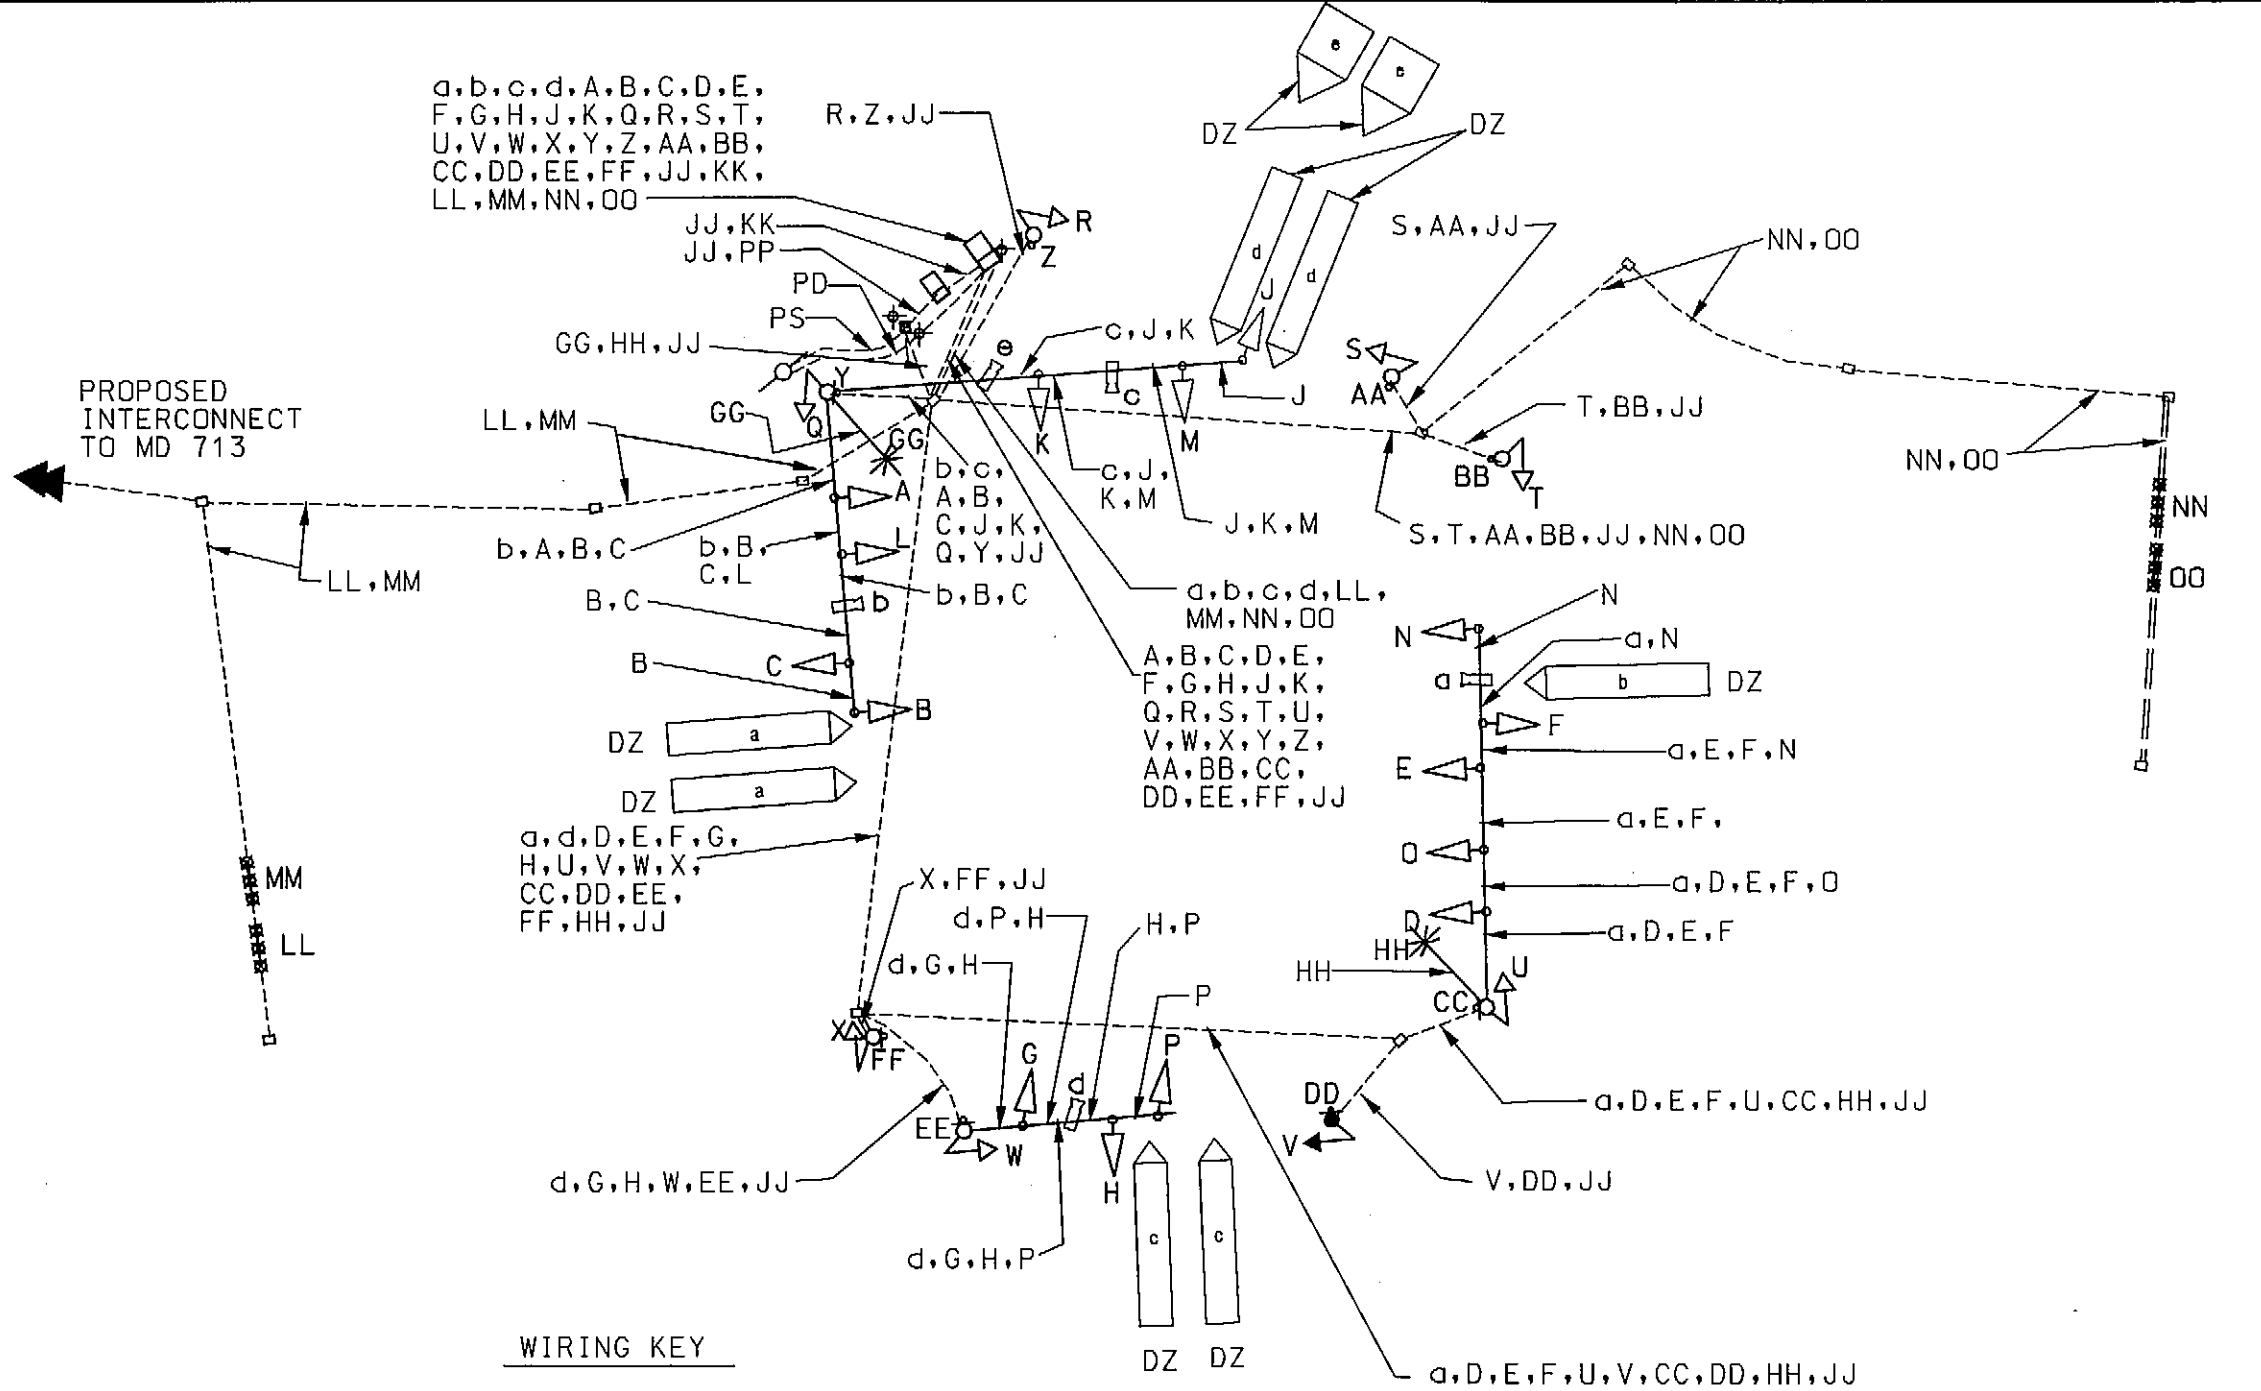 e
e
a,b,c,d,A,B,C,D,E,
F,G,H,J,K,Q,R,S,T,
U,V,W,X,Y,Z,AA,BB,
CC,DD,EE,FF,JJ,KK,
LL,MM,NN,OO
R,Z,JJ
DZ
DZ
JJ,KK
JJ,PP
PD
PS
GG,HH,JJ
R
Z
d
d
J
S,AA,JJ
NN,OO
c,J,K
e
S
AA
PROPOSED
INTERCONNECT
TO MD 713
LL,MM
GG
Y
Q
GG
K
c
M
J
T,BB,JJ
BB
T
NN,OO
A
L
b,c,
A,B,
C,J,K,
Q,Y,JJ
c,J,
K,M
J,K,M
S,T,AA,BB,JJ,NN,OO
NN
OO
LL,MM
b,A,B,C
b,B,
C,L
B,C
b
b,B,C
a,b,c,d,LL,
MM,NN,OO
N
N
a,N
B
C
B
A,B,C,D,E,
F,G,H,J,K,
Q,R,S,T,U,
V,W,X,Y,Z,
AA,BB,CC,
DD,EE,FF,JJ
a
b
DZ
F
DZ
a
DZ
a
E
a,E,F,N
a,E,F,
O
a,D,E,F,O
a,d,D,E,F,G,
H,U,V,W,X,
CC,DD,EE,
FF,HH,JJ
MM
LL
X,FF,JJ
d,P,H
H,P
d,G,H
P
D
a,D,E,F
HH
HH
U
CC
X
FF
G
d
P
DD
a,D,E,F,U,CC,HH,JJ
EE
W
H
V
d,G,H,W,EE,JJ
V,DD,JJ
d,G,H,P
c
c
DZ
DZ
WIRING KEY
a,D,E,F,U,V,CC,DD,HH,JJ